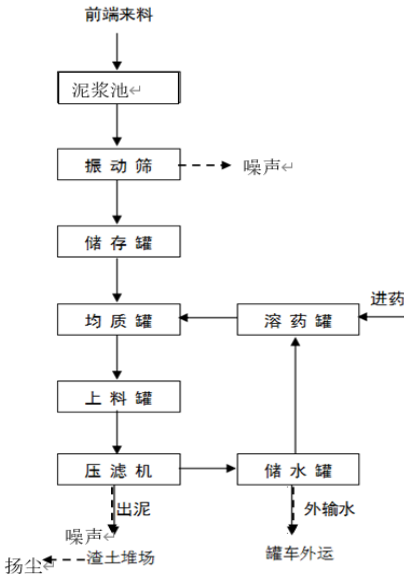 前端来料
泥浆池↵
振动筛
噪声↵
储存罐
进药
均质罐
溶药罐
上料罐
压滤机
储水罐
出泥
外输水
噪声↵
扬尘↵
渣土堆场
罐车外运